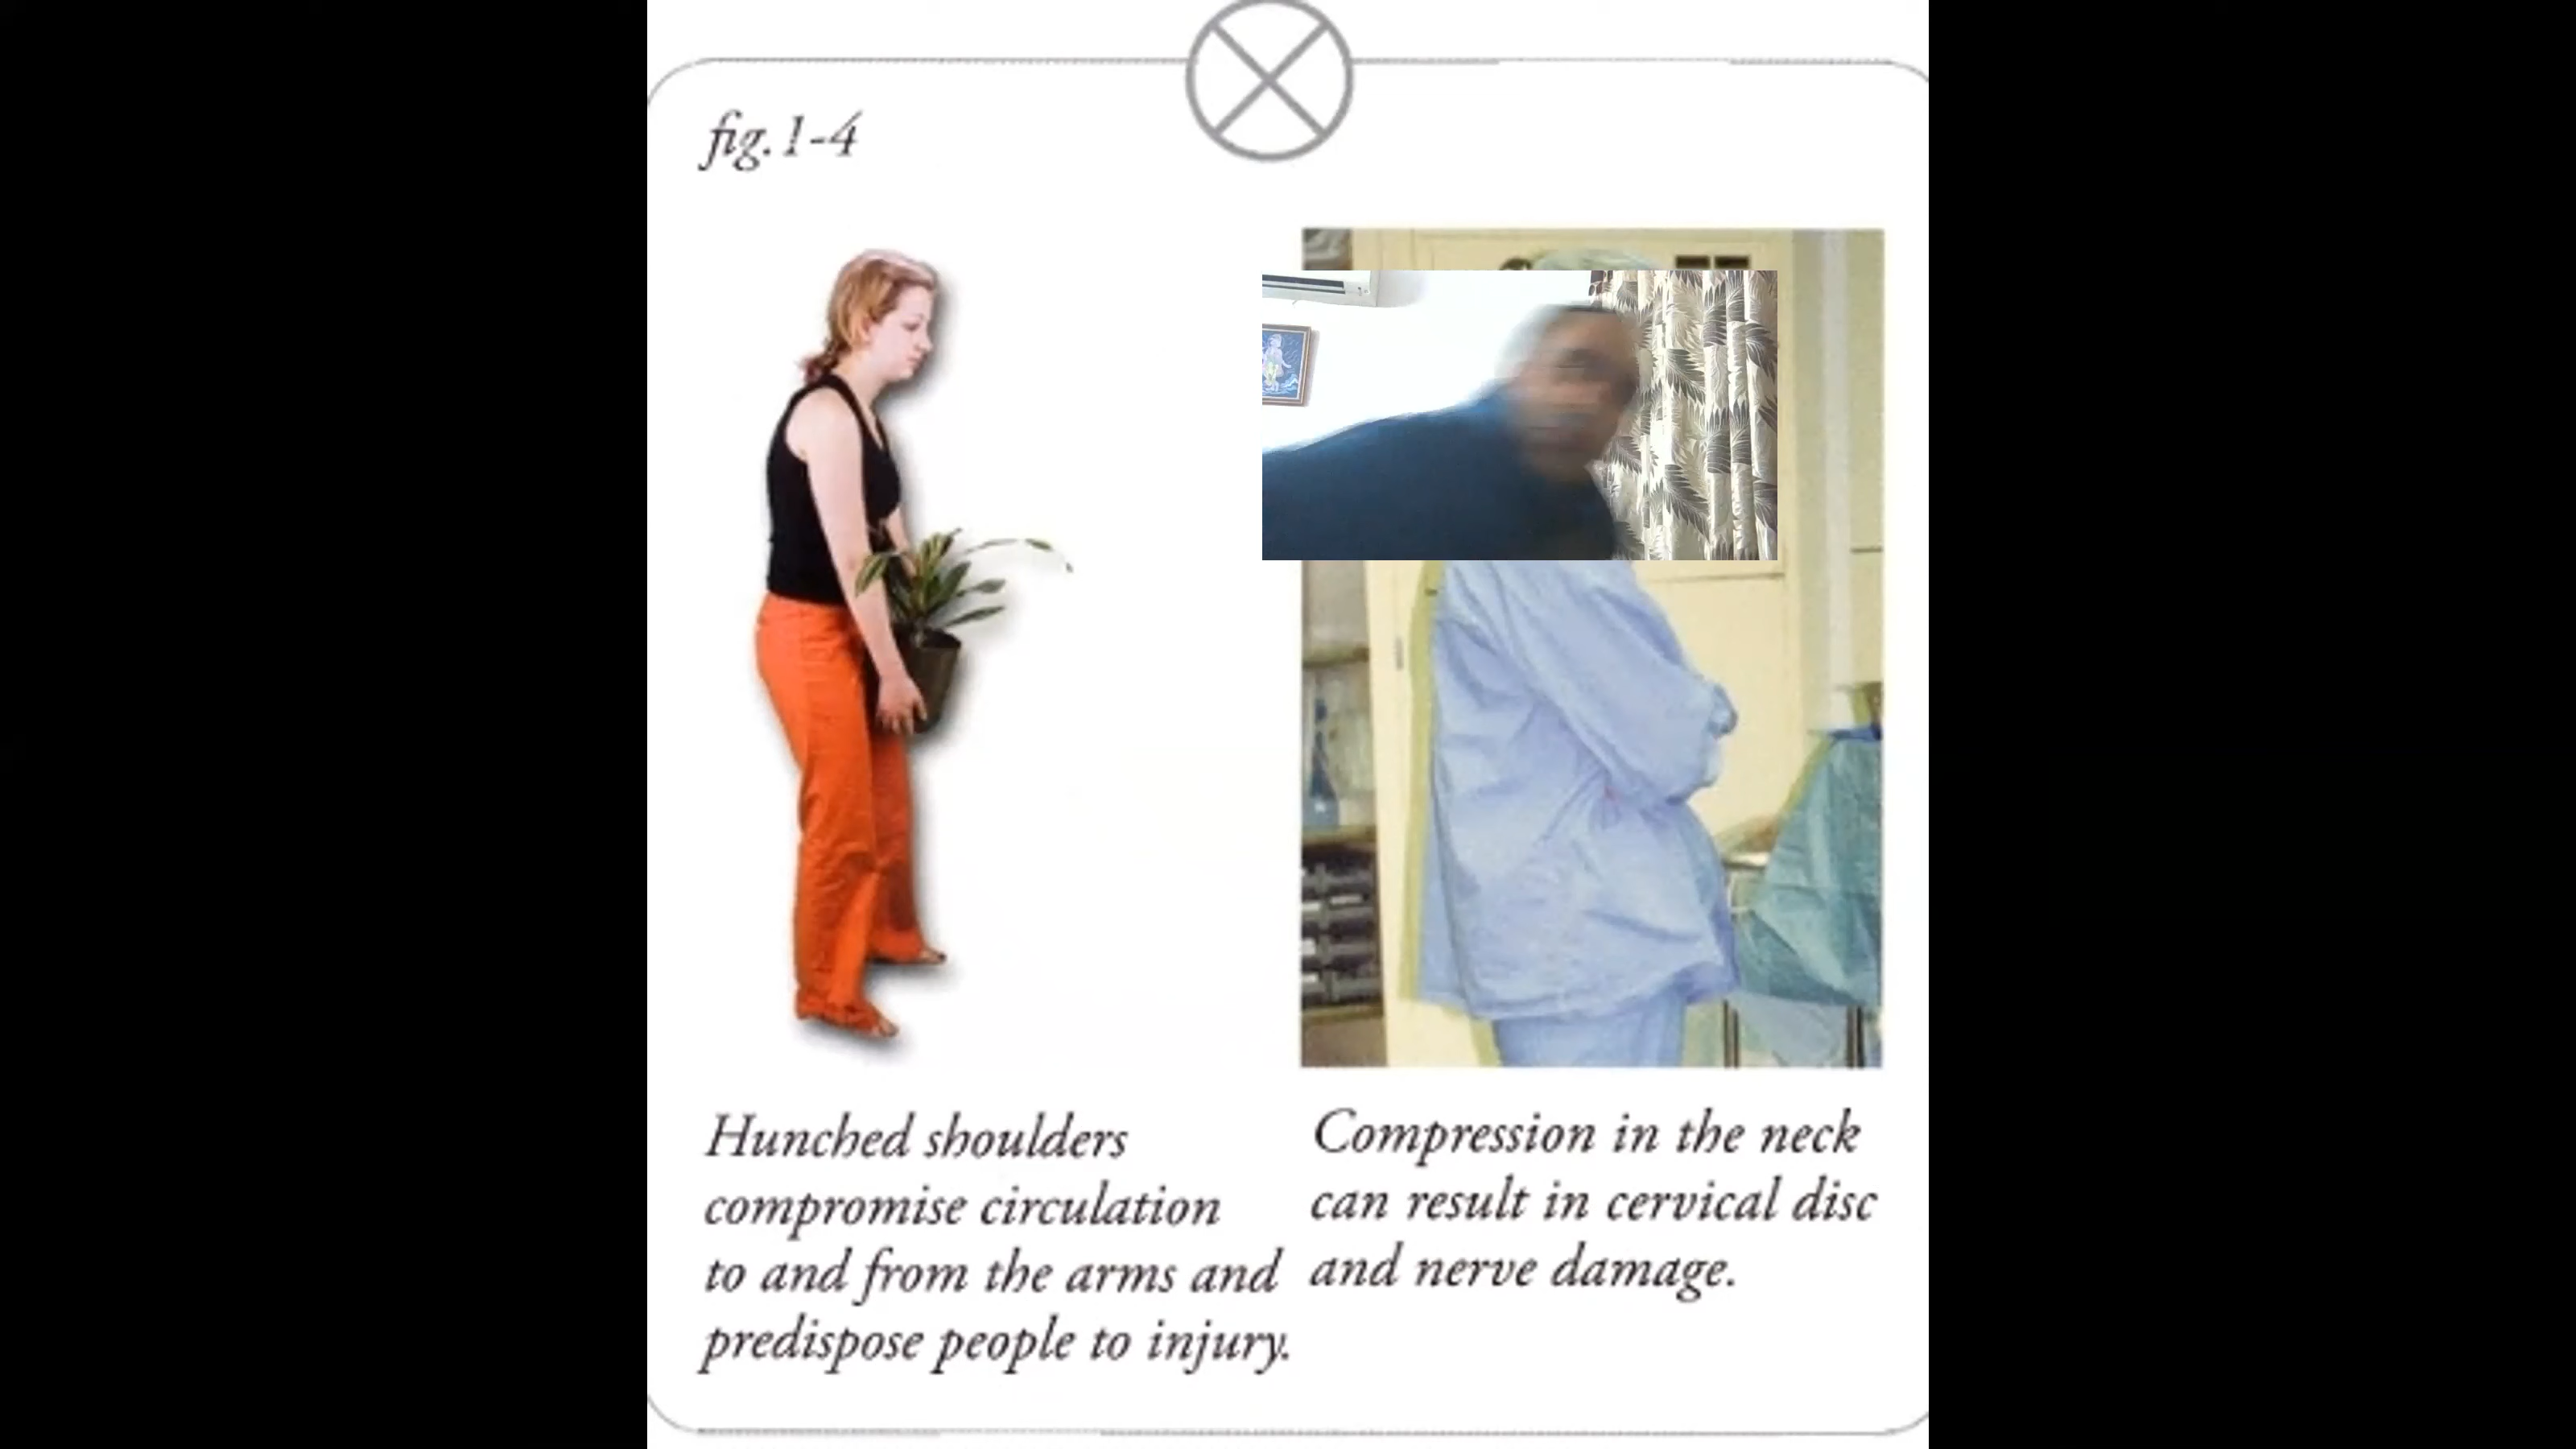 fig. 1-4
Hunched shoulders
compromise circulation
to and from the arms and
predispose people to injury.
Compression in the neck
can result in cervical disc
and nerve damage.